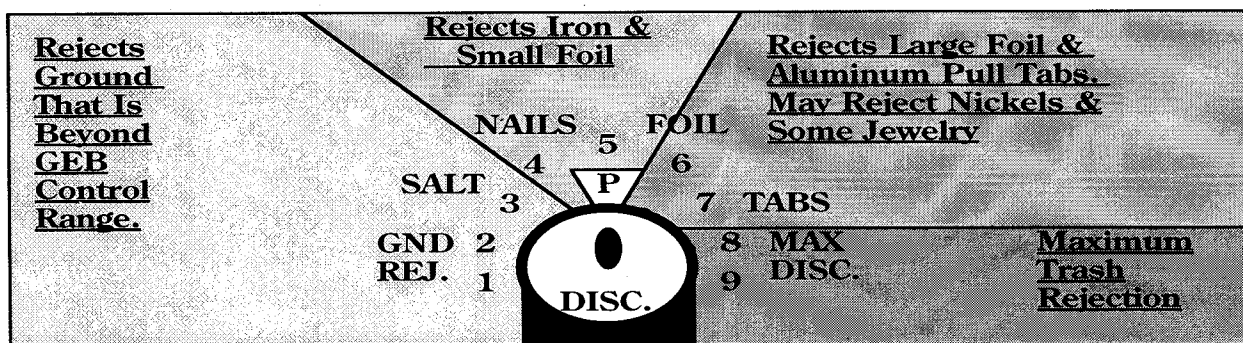 Rejects
Ground
That Is
Beyond
GEB
Control
Range.
Rejects Iron &
Small Foil
Rejects Large Foil &
Aluminum Pull Tabs.
May Reject Nickels &
Some Jewelry
NAILS 5 FOIL
4 6
SALT P
3 7 TABS
GND 2 8 MAX
REJ. 1 9 DISC.
DISC.
Maximum
Trash
Rejection